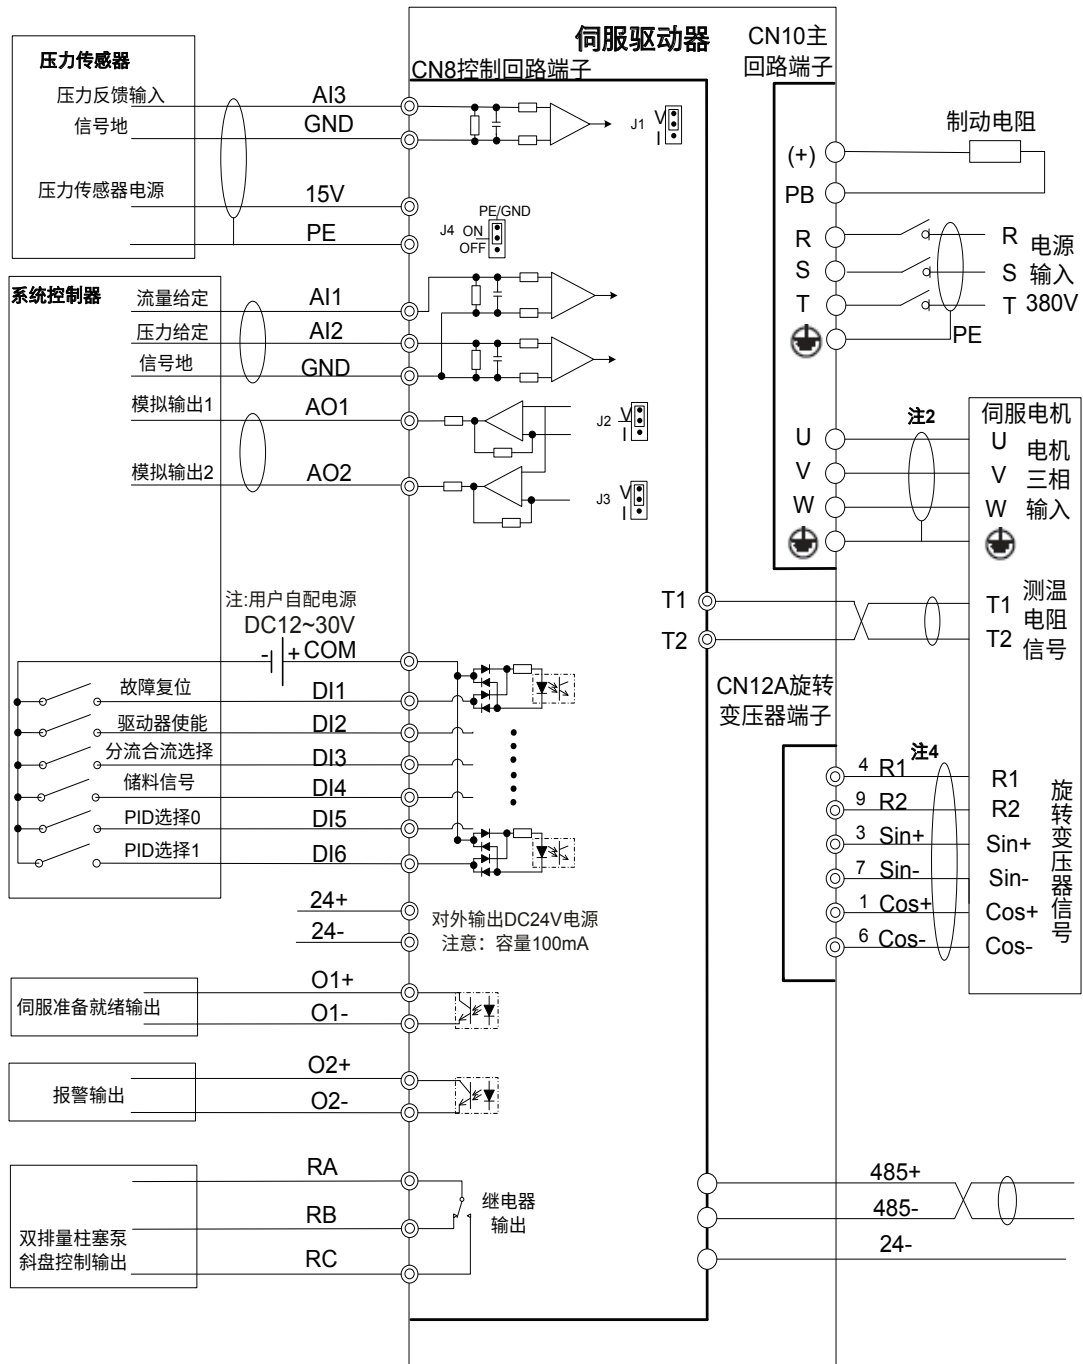 伺服驱动器
CN10主
回路端子
CN8控制回路端子
压力传感器
压力反馈输入 AI3
信号地 GND
压力传感器电源 15V
PE
J1 V I
PE/GND
J4 ON
OFF
系统控制器
流量给定 AI1
压力给定 AI2
信号地 GND
模拟输出1 AO1
模拟输出2 AO2
J2 V I
J3 V I
注:用户自配电源
DC12~30V
- + COM
故障复位 DI1
驱动器使能 DI2
分流合流选择 DI3
储料信号 DI4
PID选择0 DI5
PID选择1 DI6
24+
24-
对外输出DC24V电源
注意：容量100mA
伺服准备就绪输出
O1+
O1-
报警输出
O2+
O2-
双排量柱塞泵
斜盘控制输出
RA
RB
RC
继电器
输出
制动电阻
(+)
PB
R R
S S
T T
电源
输入
380V
PE
注2
伺服电机
U U
V V
W W
电机
三相
输入
T1 T1
T2 T2
测温
电阻
信号
CN12A旋转
变压器端子
注4
4 R1 R1
9 R2 R2
3 Sin+ Sin+
7 Sin- Sin-
1 Cos+ Cos+
6 Cos- Cos-
旋转变压器信号
485+
485-
24-